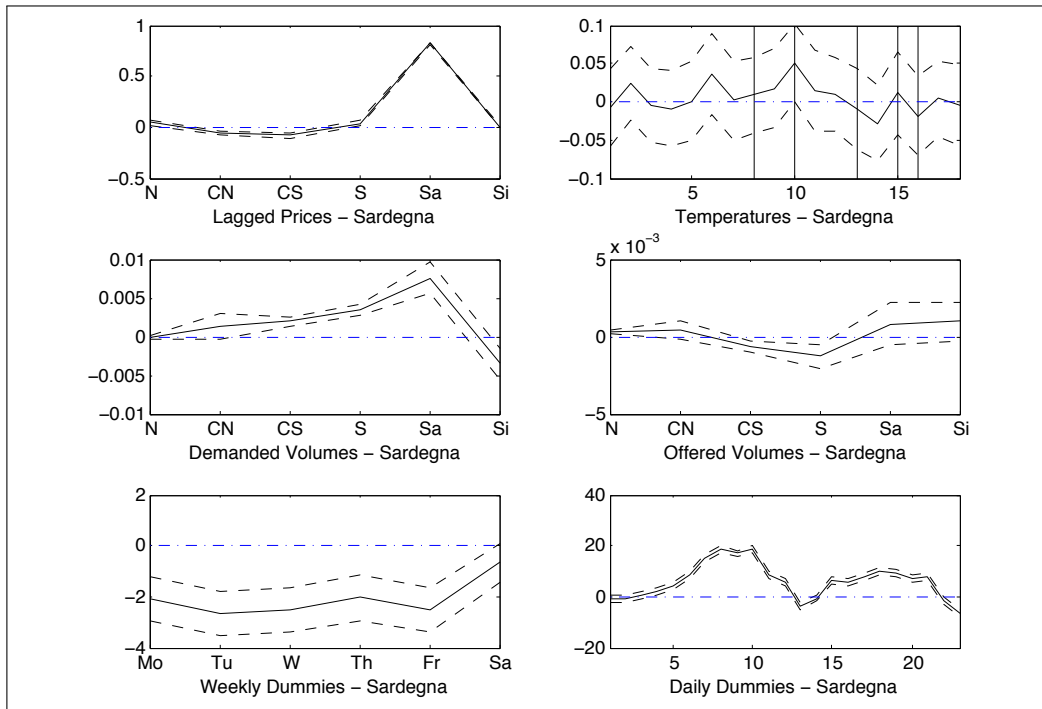 1
0.5
0
−0.5
N CN CS S Sa Si
Lagged Prices − Sardegna
0.1
0.05
0
−0.05
−0.1
5 10 15
Temperatures − Sardegna
0.01
0.005
0
−0.005
−0.01
N CN CS S Sa Si
Demanded Volumes − Sardegna
5 x 10⁻³
0
−5
N CN CS S Sa Si
Offered Volumes − Sardegna
2
0
−2
−4
Mo Tu W Th Fr Sa
Weekly Dummies − Sardegna
40
20
0
−20
5 10 15 20
Daily Dummies − Sardegna